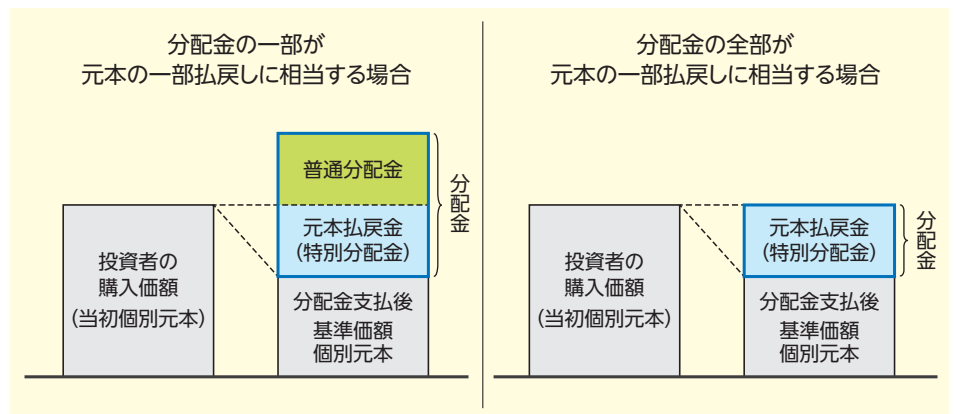 分配金の一部が
元本の一部払戻しに相当する場合
普通分配金
元本払戻金
(特別分配金)
分配金
投資者の
購入価額
(当初個別元本)
分配金支払後
基準価額
個別元本
分配金の全部が
元本の一部払戻しに相当する場合
元本払戻金
(特別分配金)
分配金
投資者の
購入価額
(当初個別元本)
分配金支払後
基準価額
個別元本